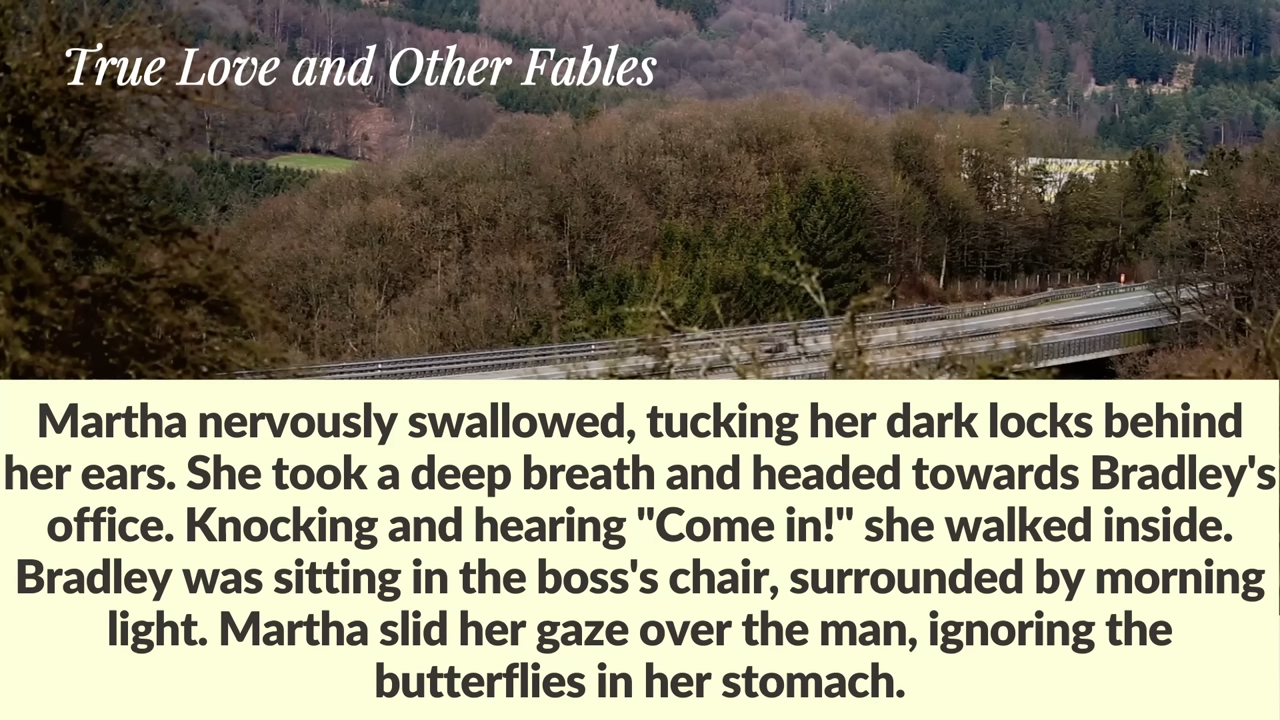 True Love and Other Fables
Martha nervously swallowed, tucking her dark locks behind
her ears. She took a deep breath and headed towards Bradley's
office. Knocking and hearing "Come in!" she walked inside.
Bradley was sitting in the boss's chair, surrounded by morning
light. Martha slid her gaze over the man, ignoring the
butterflies in her stomach.